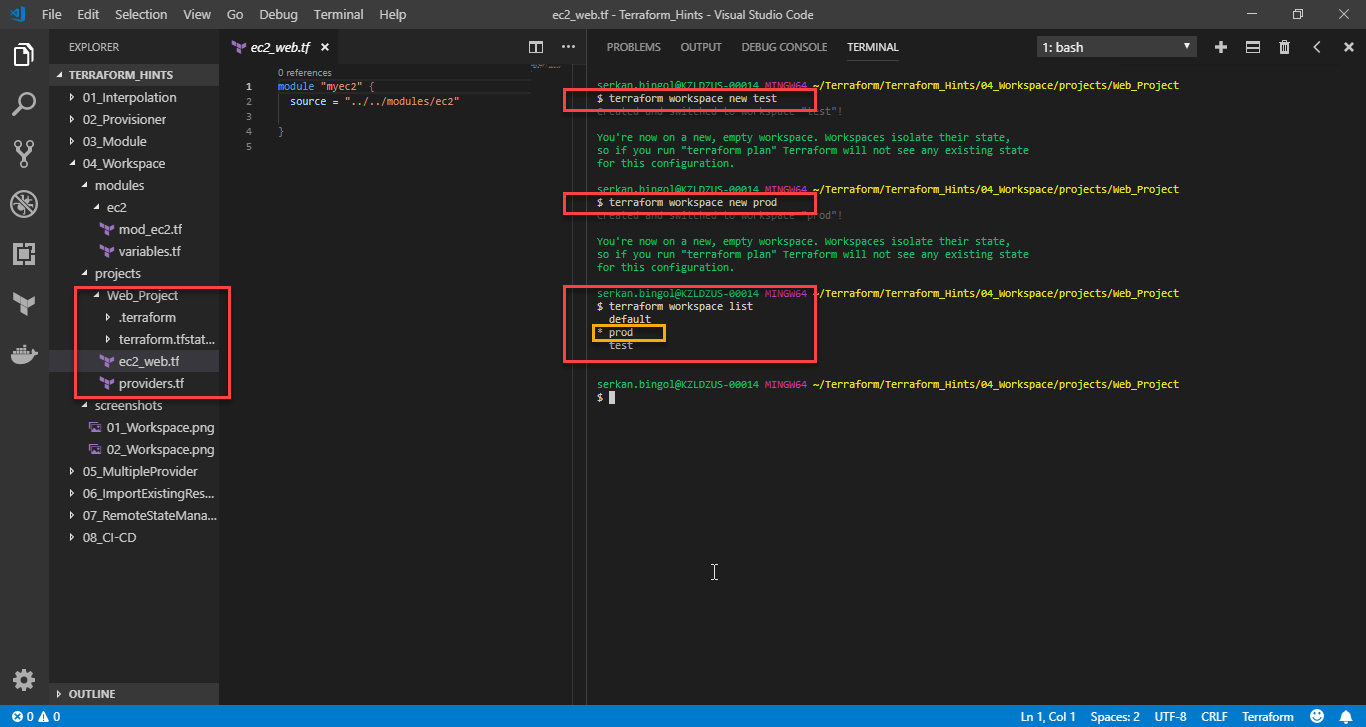 File Edit Selection View Go Debug Terminal Help
ec2_web.tf - Terraform_Hints - Visual Studio Code
EXPLORER
TERRAFORM_HINTS
01_Interpolation
02_Provisioner
03_Module
04_Workspace
modules
ec2
mod_ec2.tf
variables.tf
projects
Web_Project
.terraform
terraform.tfstat...
ec2_web.tf
providers.tf
screenshots
01_Workspace.png
02_Workspace.png
05_MultipleProvider
06_ImportExistingRes...
07_RemoteStateMana...
08_CI-CD
OUTLINE
ec2_web.tf
0 references
1 module "myec2" {
2 source = "../../modules/ec2"
3
4 }
5
PROBLEMS OUTPUT DEBUG CONSOLE TERMINAL
1: bash
serkan.bingol@KZLDZUS-00014 MINGW64 ~/Terraform/Terraform_Hints/04_Workspace/projects/Web_Project
$ terraform workspace new test
Created and switched to workspace "test"!
You're now on a new, empty workspace. Workspaces isolate their state,
so if you run "terraform plan" Terraform will not see any existing state
for this configuration.
serkan.bingol@KZLDZUS-00014 MINGW64 ~/Terraform/Terraform_Hints/04_Workspace/projects/Web_Project
$ terraform workspace new prod
Created and switched to workspace "prod"!
You're now on a new, empty workspace. Workspaces isolate their state,
so if you run "terraform plan" Terraform will not see any existing state
for this configuration.
serkan.bingol@KZLDZUS-00014 MINGW64 ~/Terraform/Terraform_Hints/04_Workspace/projects/Web_Project
$ terraform workspace list
default
* prod
test
serkan.bingol@KZLDZUS-00014 MINGW64 ~/Terraform/Terraform_Hints/04_Workspace/projects/Web_Project
$
0 0
Ln 1, Col 1 Spaces: 2 UTF-8 CRLF Terraform